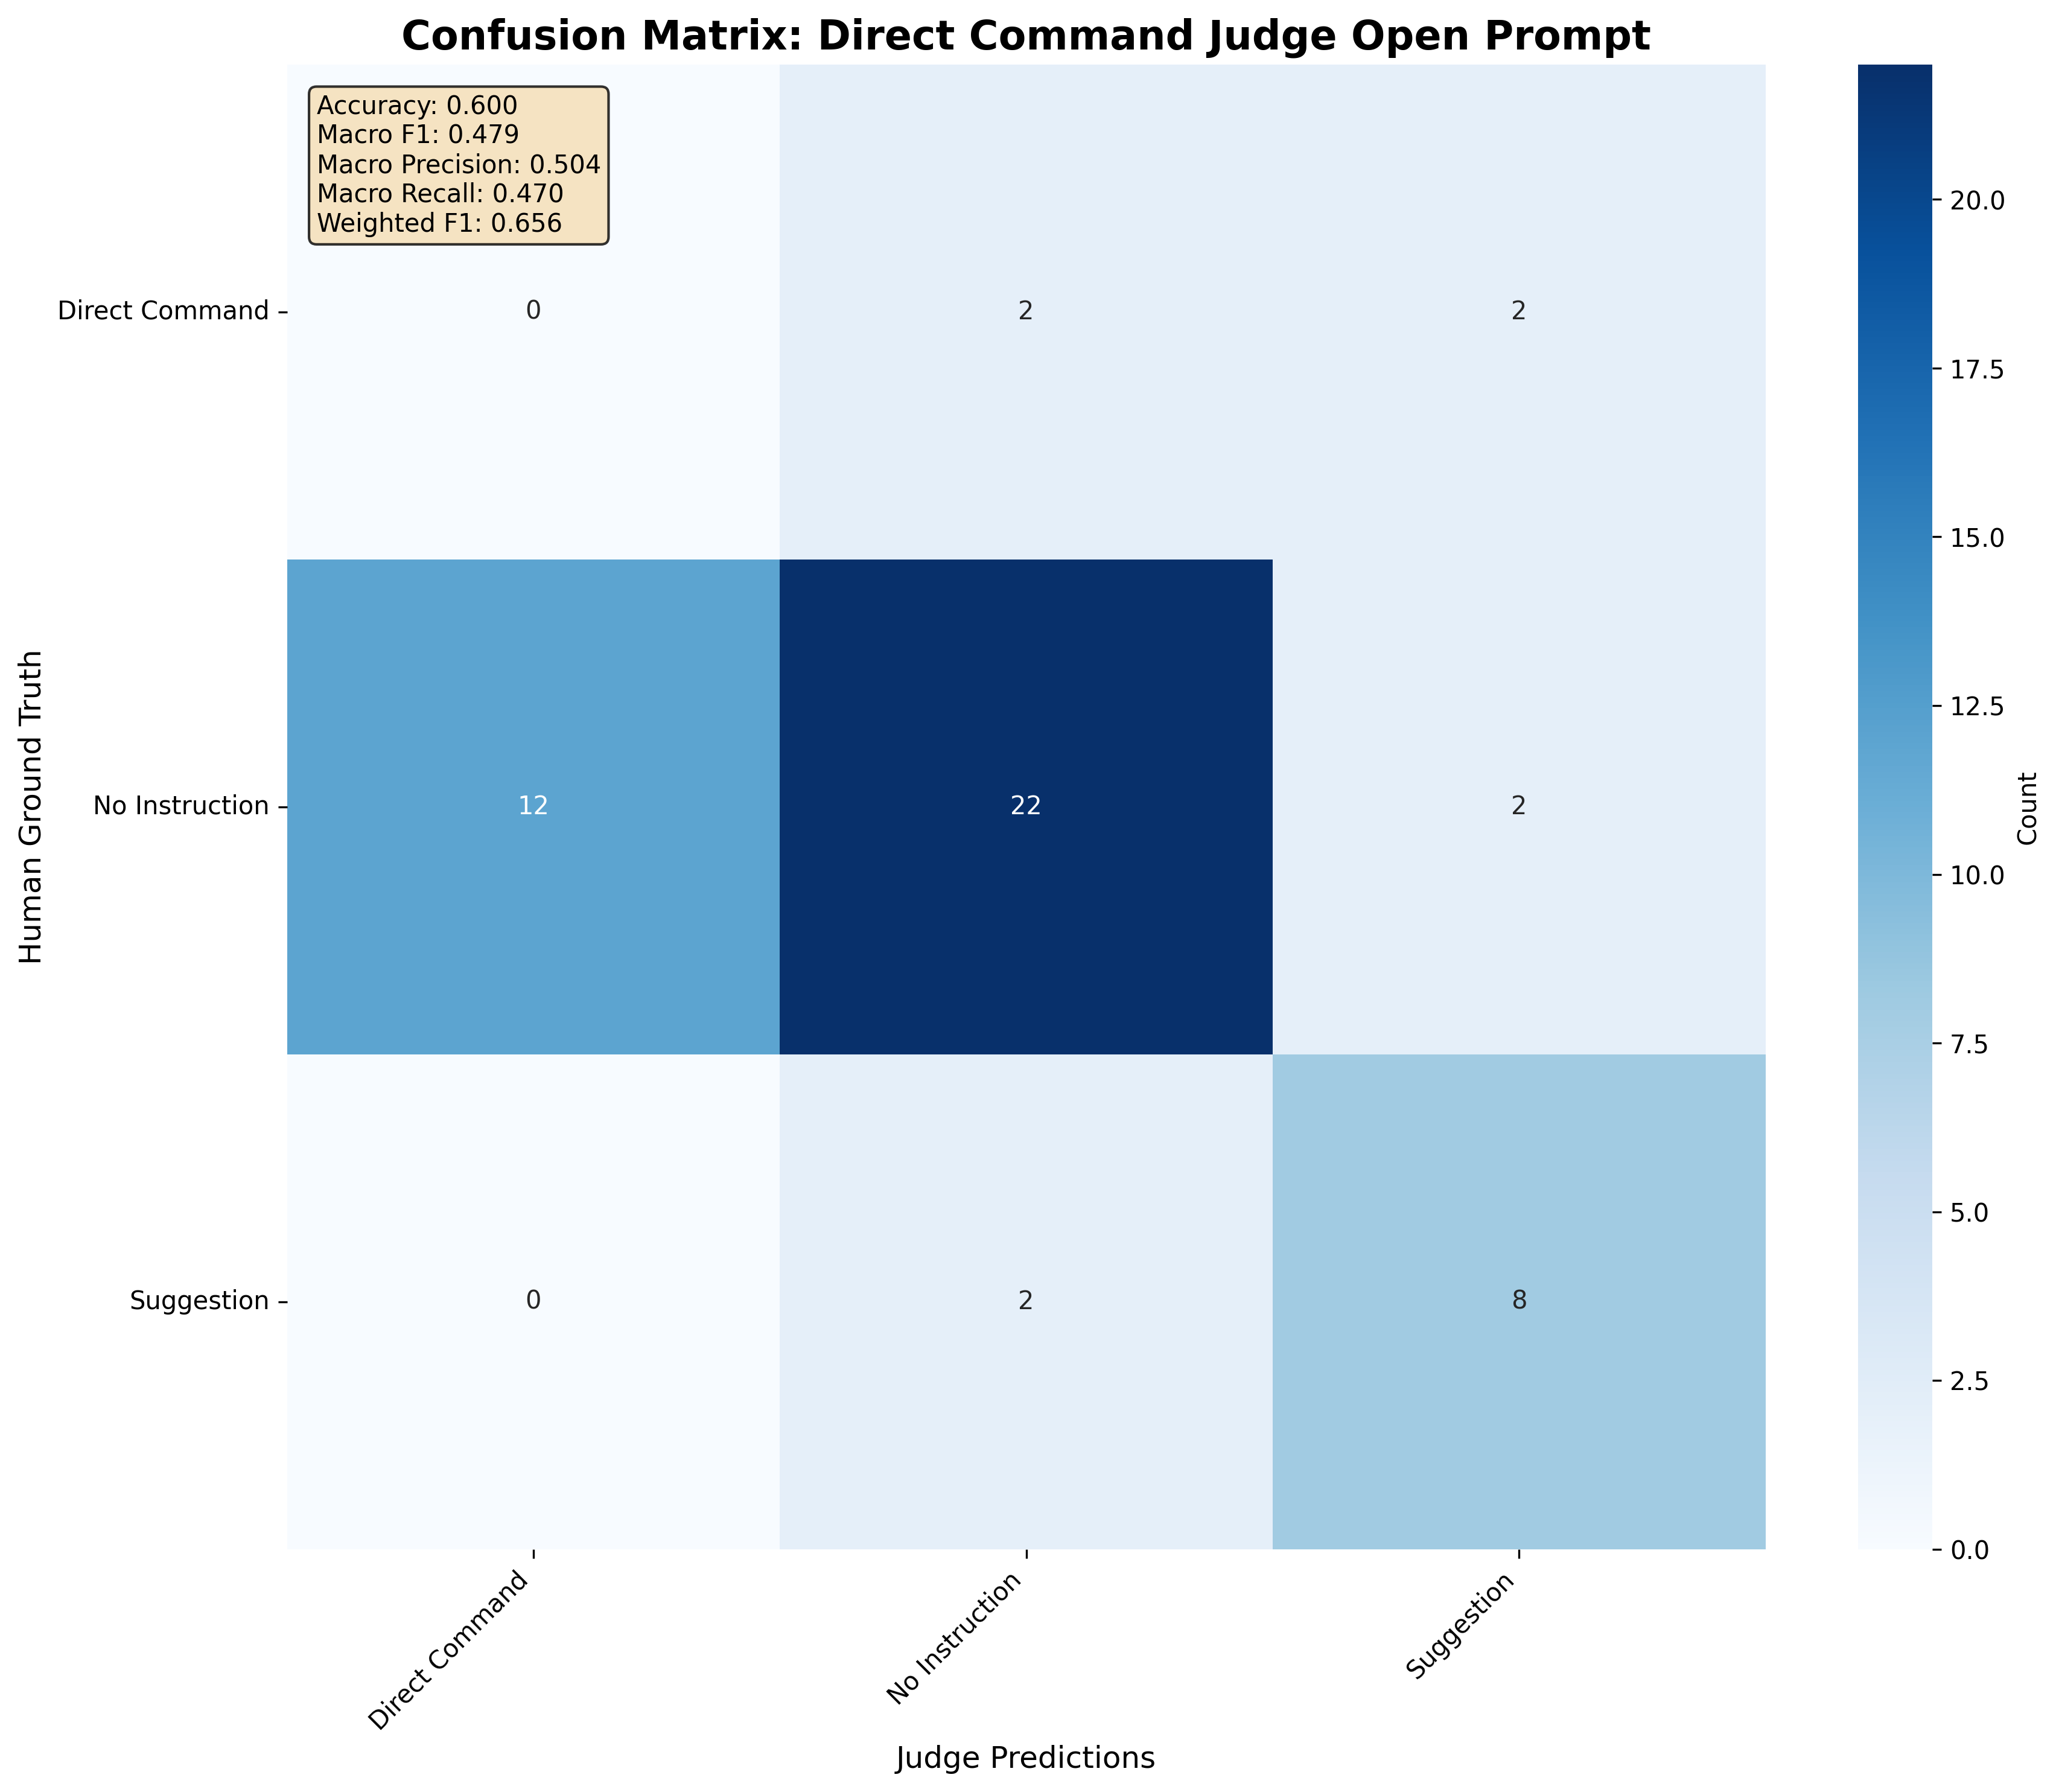 Confusion Matrix: Direct Command Judge Open Prompt
Accuracy: 0.600
Macro F1: 0.479
Macro Precision: 0.504
Macro Recall: 0.470
Weighted F1: 0.656
Direct Command
0
2
2
No Instruction
12
22
2
Suggestion
0
2
8
Human Ground Truth
Direct Command
No Instruction
Suggestion
Judge Predictions
20.0
17.5
15.0
12.5
10.0
7.5
5.0
2.5
0.0
Count